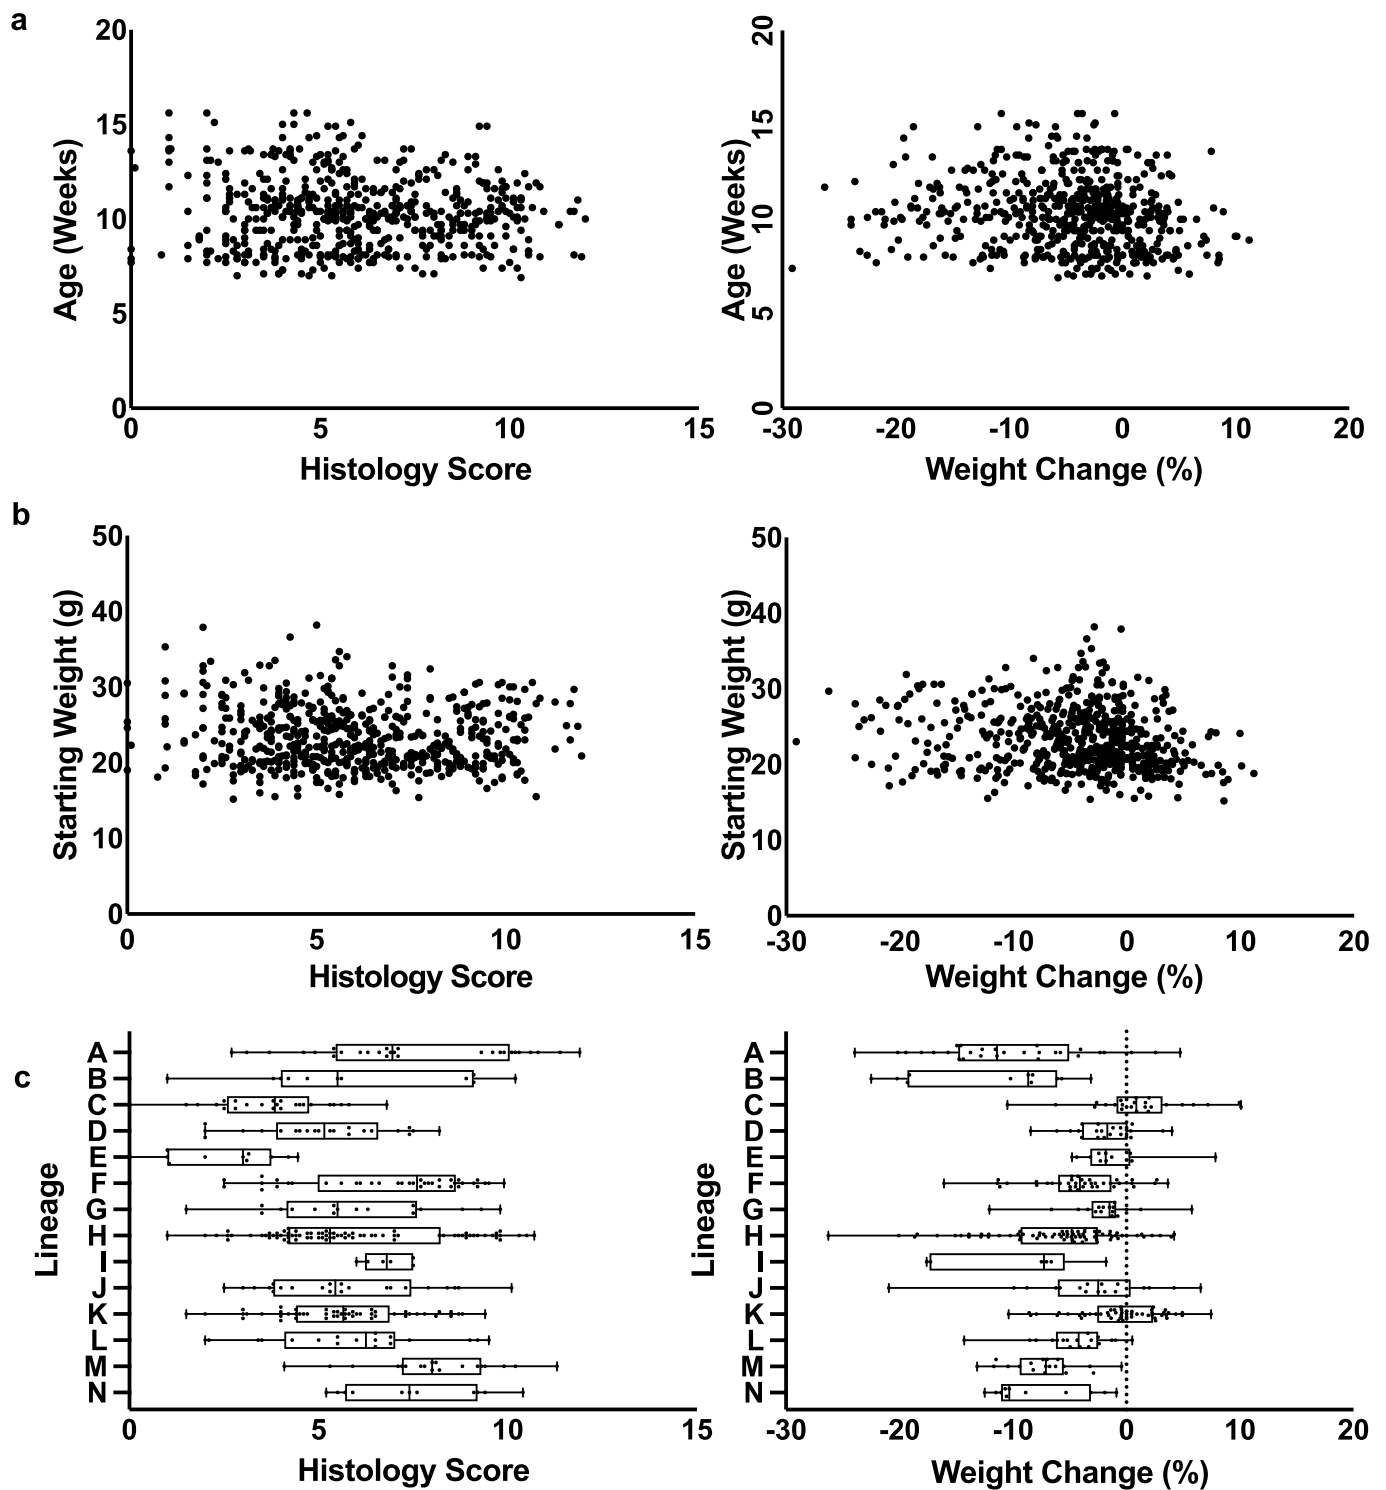 a
20
15
10
5
0
Age (Weeks)
0 5 10 15
Histology Score
20
15
10
5
0
Age (Weeks)
-30 -20 -10 0 10 20
Weight Change (%)
b
50
40
30
20
10
0
Starting Weight (g)
0 5 10 15
Histology Score
50
40
30
20
10
0
Starting Weight (g)
-30 -20 -10 0 10 20
Weight Change (%)
c
A
B
C
D
E
F
G
H
I
J
K
L
M
N
Lineage
0 5 10 15
Histology Score
A
B
C
D
E
F
G
H
I
J
K
L
M
N
Lineage
-30 -20 -10 0 10 20
Weight Change (%)